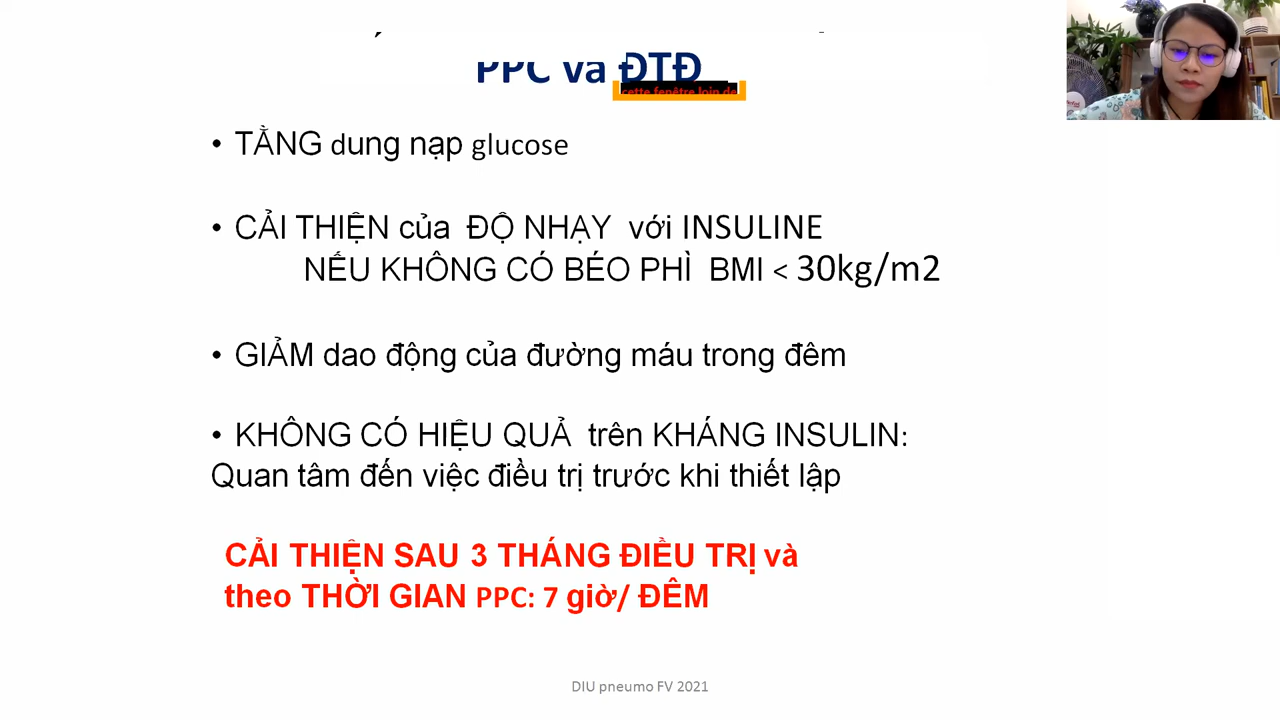 PPC và ĐTĐ
cette fenêtre loin de
• TẰNG dung nạp glucose
• CẢI THIỆN của ĐỘ NHẠY với INSULINE
NẾU KHÔNG CÓ BÉO PHÌ BMI < 30kg/m2
• GIẢM dao động của đường máu trong đêm
• KHÔNG CÓ HIỆU QUẢ trên KHÁNG INSULIN:
Quan tâm đến việc điều trị trước khi thiết lập
CẢI THIỆN SAU 3 THÁNG ĐIỀU TRỊ và
theo THỜI GIAN PPC: 7 giờ/ ĐÊM
DIU pneumo FV 2021